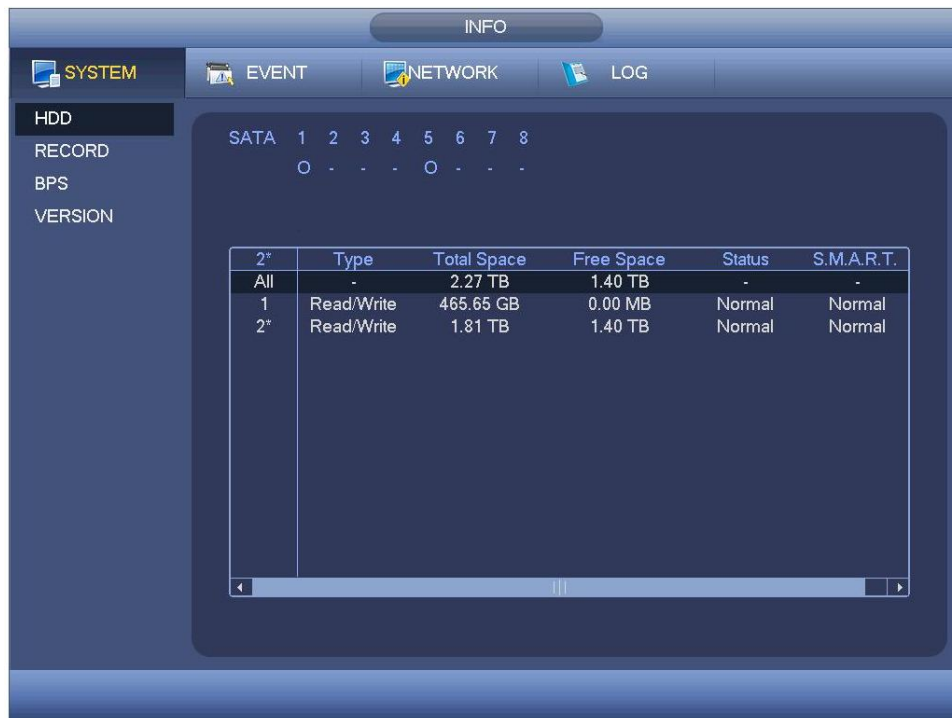 INFO
SYSTEM EVENT NETWORK LOG
HDD
RECORD
BPS
VERSION
SATA 1 2 3 4 5 6 7 8
O - - - O - - -
2* Type Total Space Free Space Status S.M.A.R.T.
All - 2.27 TB 1.40 TB - -
1 Read/Write 465.65 GB 0.00 MB Normal Normal
2* Read/Write 1.81 TB 1.40 TB Normal Normal